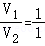 V₁/V₂ = 1/1